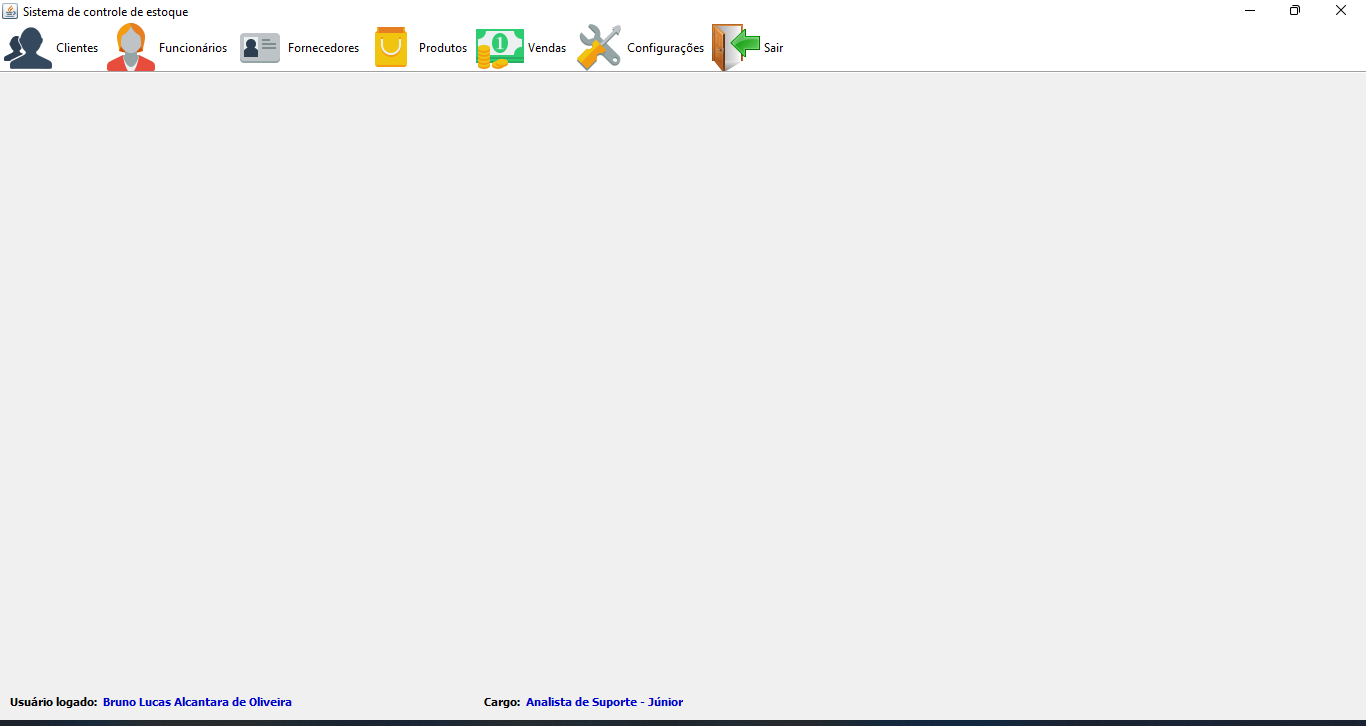 Sistema de controle de estoque
Clientes Funcionários Fornecedores Produtos 1 Vendas Configurações Sair
Usuário logado: Bruno Lucas Alcantara de Oliveira Cargo: Analista de Suporte - Júnior